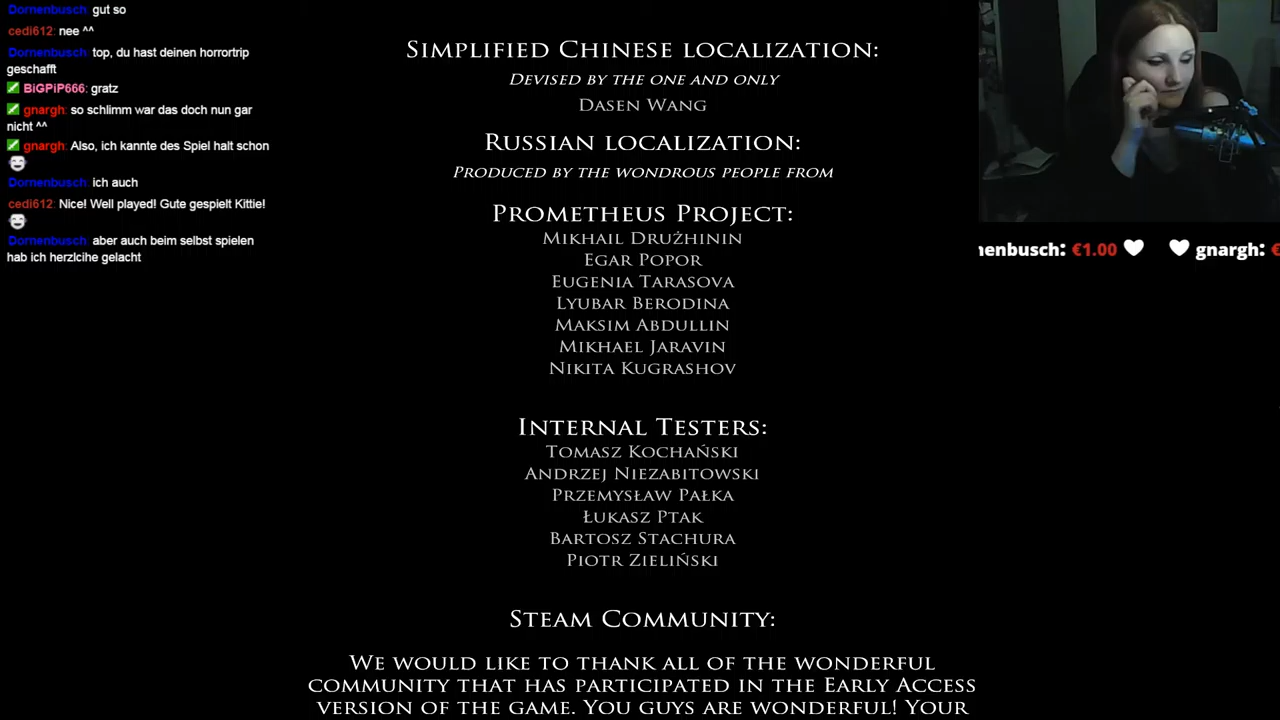 Dornenbusch: gut so
cedi612: nee ^^
Dornenbusch: top, du hast deinen horrortrip
geschafft
BiGPiP666: gratz
gnargh: so schlimm war das doch nun gar
nicht ^^
gnargh: Also, ich kannte des Spiel halt schon
Dornenbusch: ich auch
cedi612: Nice! Well played! Gute gespielt Kittie!
Dornenbusch: aber auch beim selbst spielen
hab ich herzlcihe gelacht
Simplified Chinese localization:
Devised by the one and only
Dasen Wang
Russian localization:
Produced by the wondrous people from
Prometheus Project:
Mikhail Drużhinin
Egar Popor
Eugenia Tarasova
Lyubar Berodina
Maksim Abdullin
Mikhael Jaravin
Nikita Kugrashov
Internal Testers:
Tomasz Kochański
Andrzej Niezabitowski
Przemysław Pałka
Łukasz Ptak
Bartosz Stachura
Piotr Zieliński
Steam Community:
We would like to thank all of the wonderful
community that has participated in the Early Access
version of the game. You guys are wonderful! Your
nenbusch: €1.00 gnargh: €